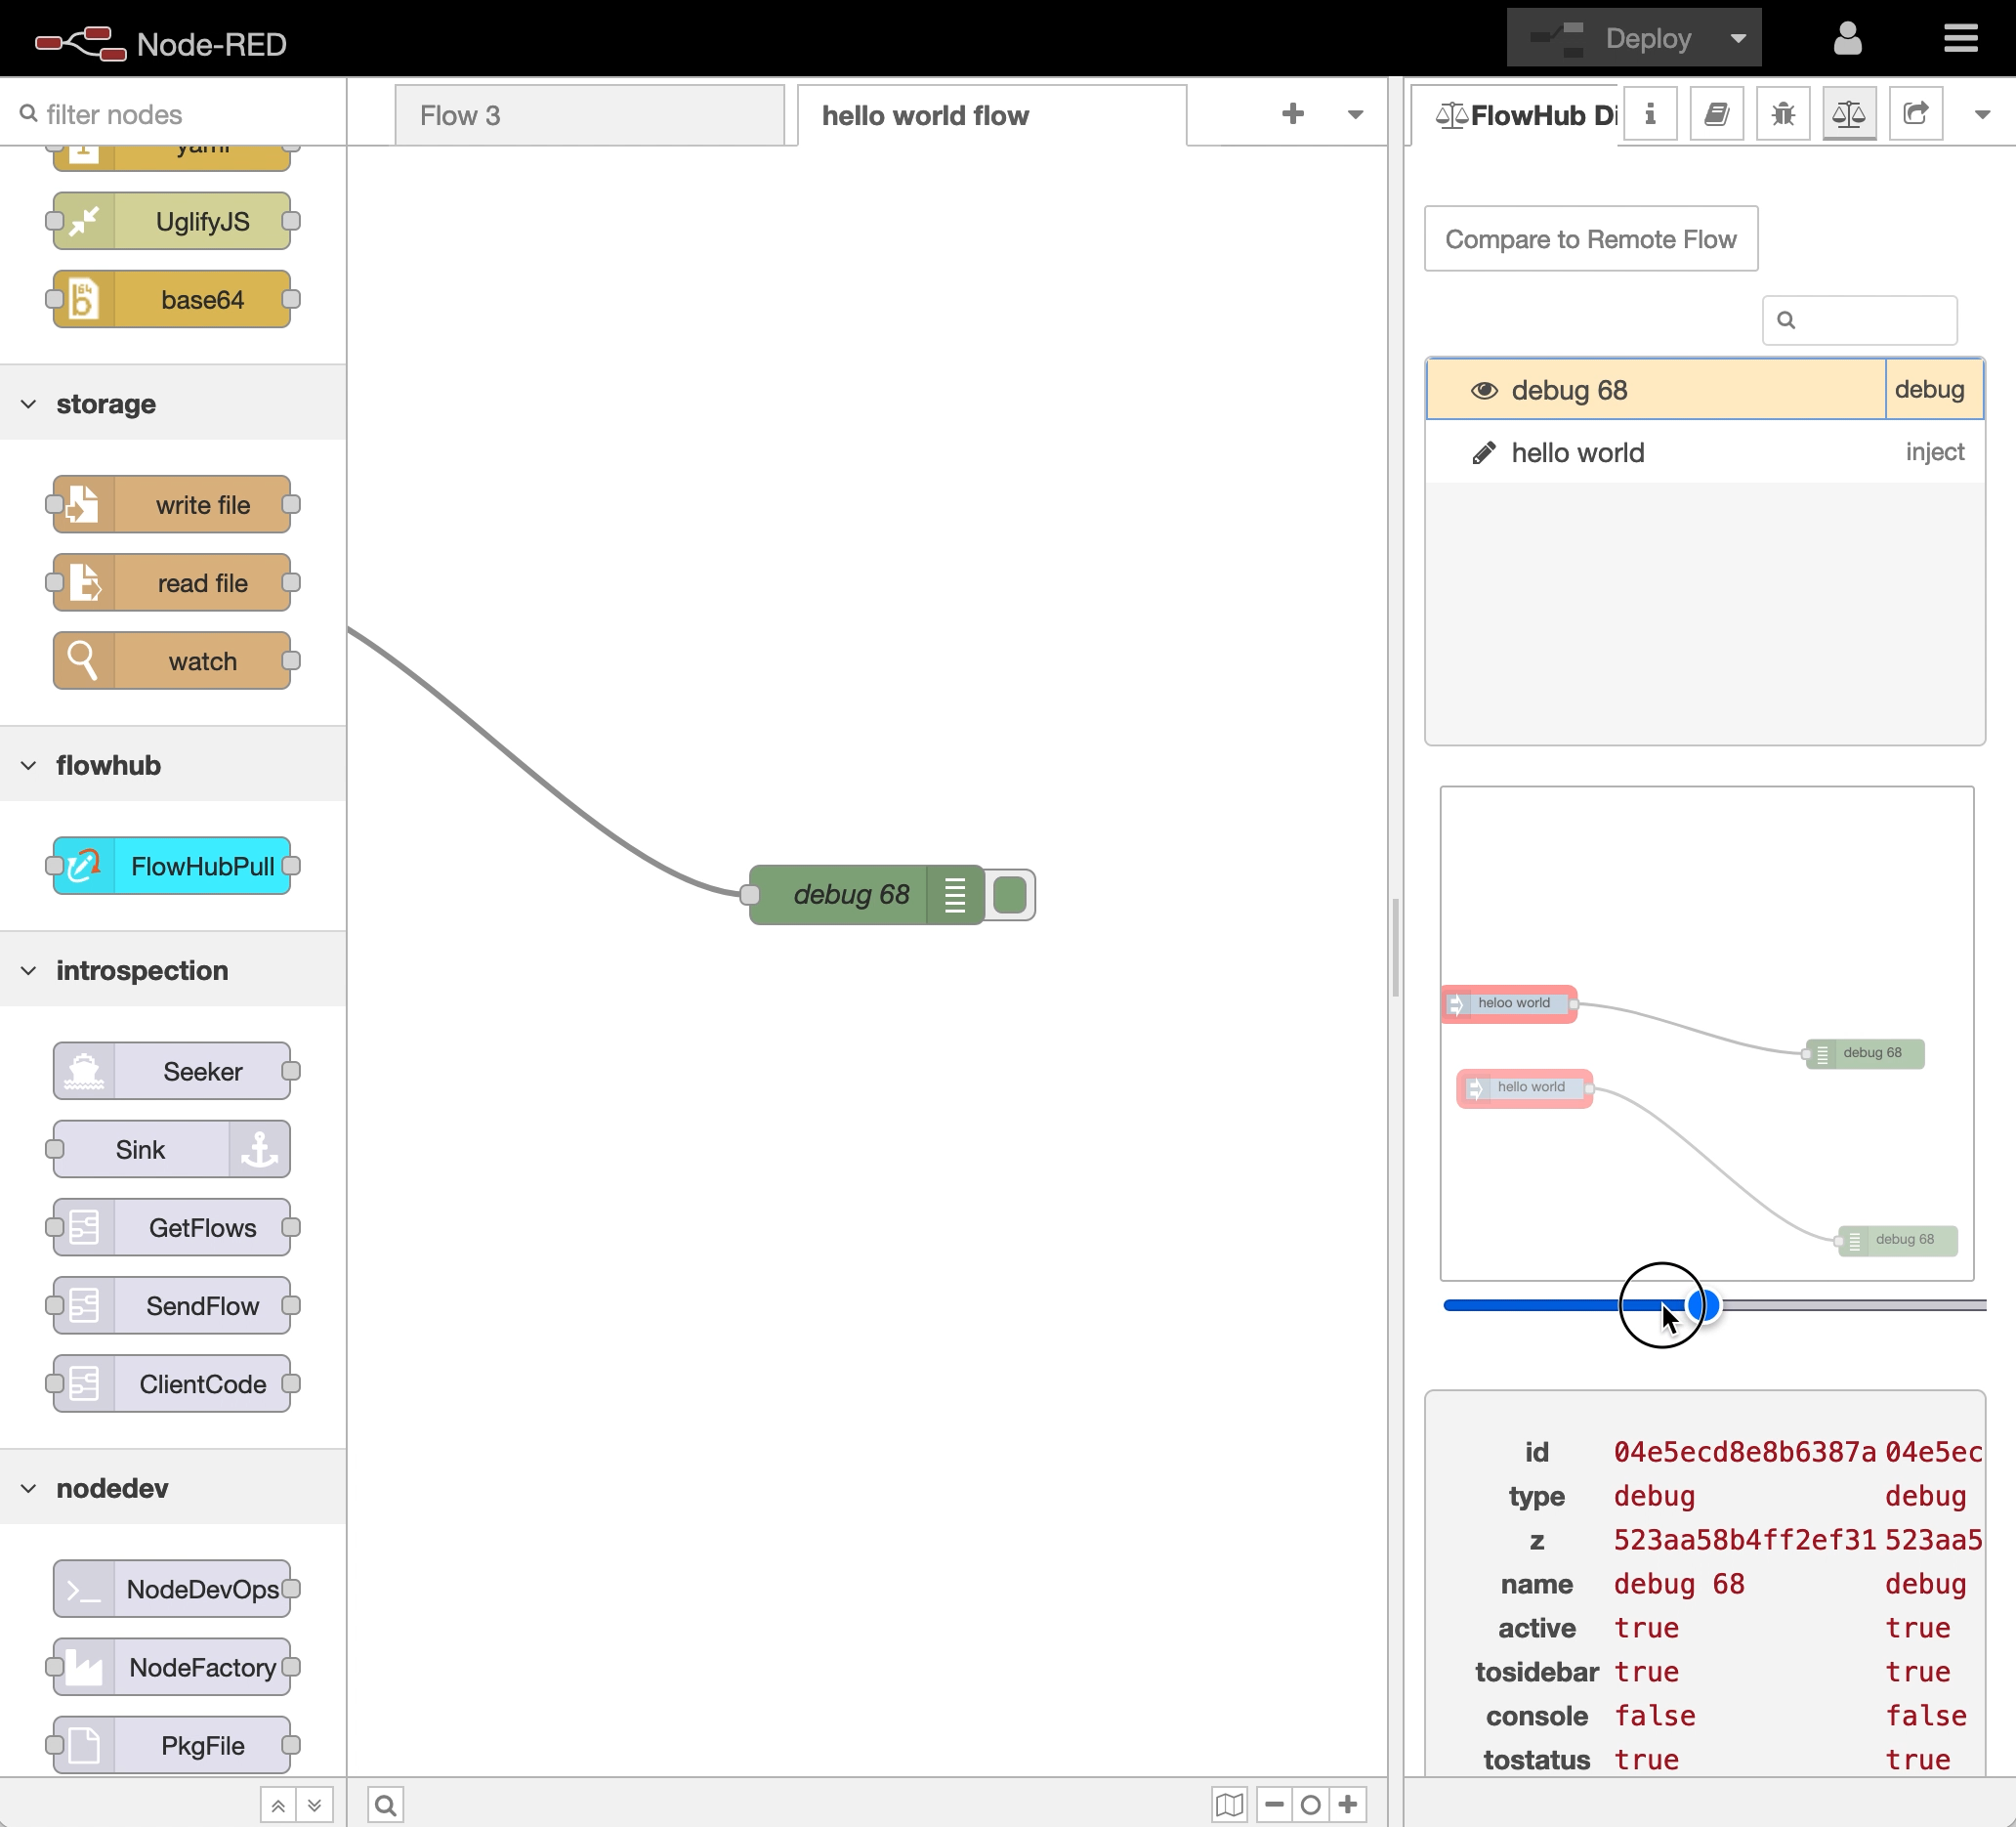 Node-RED
Deploy
filter nodes
Flow 3
hello world flow
FlowHub Di
yaml
UglifyJS
base64
storage
write file
read file
watch
flowhub
FlowHubPull
introspection
Seeker
Sink
GetFlows
SendFlow
ClientCode
nodedev
NodeDevOps
NodeFactory
PkgFile
debug 68
Compare to Remote Flow
debug 68 debug
hello world inject
heloo world
debug 68
hello world
debug 68
id 04e5ecd8e8b6387a 04e5ec
type debug debug
z 523aa58b4ff2ef31 523aa5
name debug 68 debug
active true true
tosidebar true true
console false false
tostatus true true